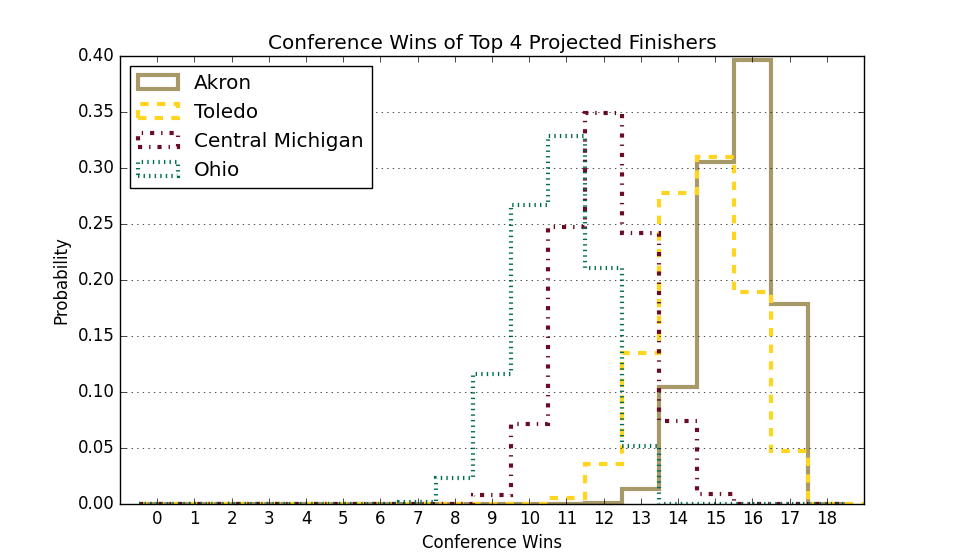 Conference Wins of Top 4 Projected Finishers
Akron
Toledo
Central Michigan
Ohio
0.40
0.35
0.30
0.25
0.20
0.15
0.10
0.05
0.00
Probability
0 1 2 3 4 5 6 7 8 9 10 11 12 13 14 15 16 17 18
Conference Wins